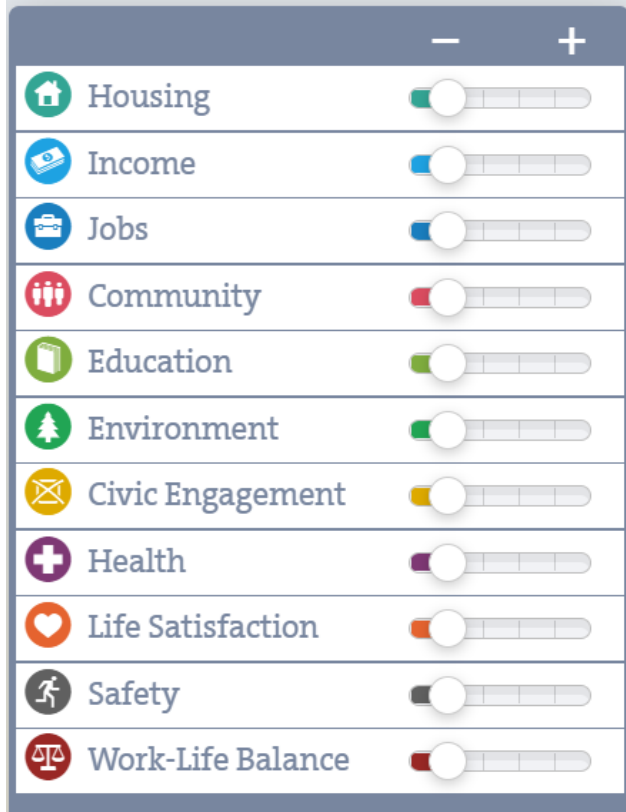 − +
Housing
Income
Jobs
Community
Education
Environment
Civic Engagement
Health
Life Satisfaction
Safety
Work-Life Balance